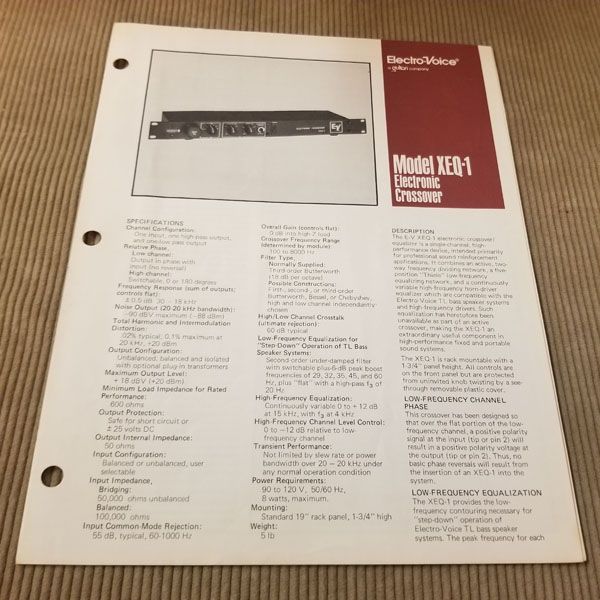 Electro-Voice®
a gulton company
EV
Model XEQ-1
Electronic
Crossover
SPECIFICATIONS
Channel Configuration:
One input, one high-pass output,
and one low-pass output
Relative Phase,
Low channel:
Output in phase with
input (no reversal)
High channel:
Switchable, 0 or 180 degrees
Frequency Response (sum of outputs;
controls flat):
± 0.5 dB, 30 – 18 kHz
Noise Output (20-20 kHz bandwidth):
–90 dBV maximum (–88 dBm)
Total Harmonic and Intermodulation
Distortion:
.02% typical, 0.1% maximum at
20 kHz, +20 dBm
Output Configuration:
Unbalanced, balanced and isolated
with optional plug-in transformers
Maximum Output Level:
+ 18 dBV (+20 dBm)
Minimum Load Impedance for Rated
Performance:
600 ohms
Output Protection:
Safe for short circuit or
± 25 volts DC
Output Internal Impedance:
50 ohms
Input Configuration:
Balanced or unbalanced, user
selectable
Input Impedance,
Bridging:
50,000 ohms unbalanced
Balanced:
100,000 ohms
Input Common-Mode Rejection:
55 dB, typical, 60-1000 Hz
Overall Gain (controls flat):
0 dB into high-Z load
Crossover Frequency Range
(determined by module):
100 to 8000 Hz
Filter Type,
Normally Supplied:
Third-order Butterworth
(18 dB per octave)
Possible Constructions:
First-, second-, or third-order
Butterworth, Bessel, or Chebyshev,
high and low channel independently
chosen
High/Low Channel Crosstalk
(ultimate rejection):
60 dB typical
Low-Frequency Equalization for
"Step-Down" Operation of TL Bass
Speaker Systems:
Second-order under-damped filter
with switchable plus-6-dB peak boost
frequencies of 29, 32, 35, 45, and 60
Hz, plus "flat" with a high-pass f3 of
20 Hz
High-Frequency Equalization:
Continuously variable 0 to + 12 dB
at 15 kHz, with f3 at 4 kHz
High-Frequency Channel Level Control:
0 to –12 dB relative to low-
frequency channel
Transient Performance:
Not limited by slew rate or power
bandwidth over 20 – 20 kHz under
any normal operation condition
Power Requirements:
90 to 120 V, 50/60 Hz,
8 watts, maximum.
Mounting:
Standard 19" rack panel, 1-3/4" high
Weight:
5 lb
DESCRIPTION
The E-V XEQ-1 electronic crossover/
equalizer is a single-channel, high-
performance device, intended primarily
for professional sound reinforcement
applications. It combines an active, two-
way frequency dividing network, a five-
position "Thiele" low-frequency
equalizing network, and a continuously
variable high frequency horn-driver
equalizer which are compatible with the
Electro-Voice TL bass speaker systems
and high-frequency drivers. Such
equalization has heretofore been
unavailable as part of an active
crossover, making the XEQ-1 an
extraordinarily useful component in
high-performance fixed and portable
sound systems.
The XEQ-1 is rack mountable with a
1-3/4" panel height. All controls are
on the front panel but are protected
from uninvited knob twisting by a see-
through removable plastic cover.
LOW-FREQUENCY CHANNEL
PHASE
This crossover has been designed so
that over the flat portion of the low-
frequency channel, a positive polarity
signal at the input (tip or pin 2) will
result in a positive polarity voltage at
the output (tip or pin 2). Thus, no
basic phase reversals will result from
the insertion of an XEQ-1 into the
system.
LOW-FREQUENCY EQUALIZATION
The XEQ-1 provides the low-
frequency contouring necessary for
"step-down" operation of
Electro-Voice TL bass speaker
systems. The peak frequency for each